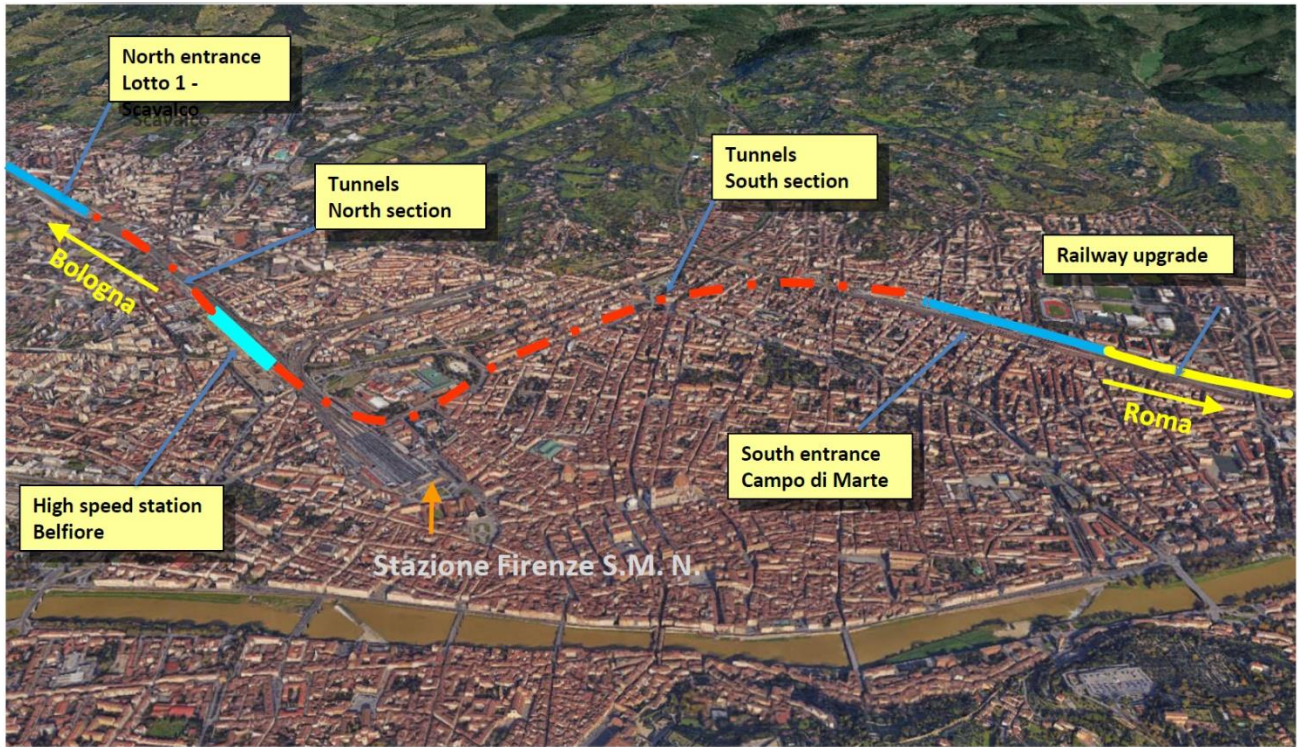 North entrance
Lotto 1 -
Scavalco
Tunnels
North section
Tunnels
South section
Bologna
Railway upgrade
Roma
South entrance
Campo di Marte
High speed station
Belfiore
Stazione Firenze S.M. N.